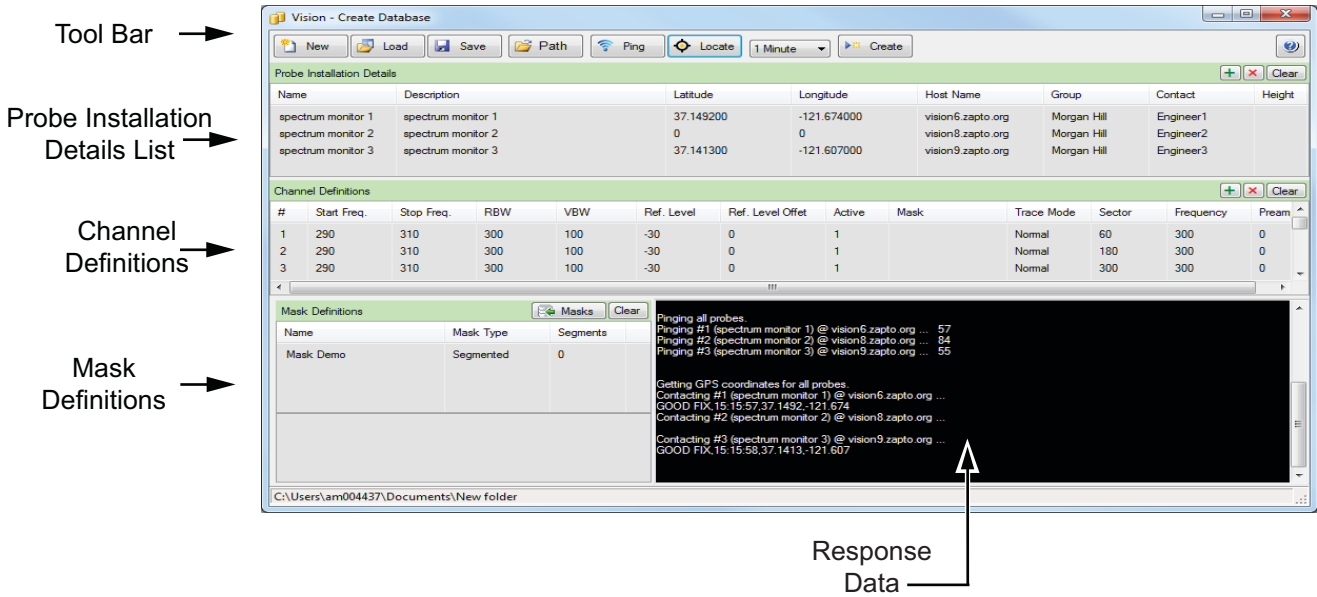 Tool Bar
Probe Installation
Details List
Channel
Definitions
Mask
Definitions
Vision - Create Database
New Load Save Path Ping Locate 1 Minute Create
Probe Installation Details Clear
Name Description Latitude Longitude Host Name Group Contact Height
spectrum monitor 1 spectrum monitor 1 37.149200 -121.674000 vision6.zapto.org Morgan Hill Engineer1
spectrum monitor 2 spectrum monitor 2 0 0 vision8.zapto.org Morgan Hill Engineer2
spectrum monitor 3 spectrum monitor 3 37.141300 -121.607000 vision9.zapto.org Morgan Hill Engineer3
Channel Definitions Clear
# Start Freq. Stop Freq. RBW VBW Ref. Level Ref. Level Offet Active Mask Trace Mode Sector Frequency Pream
1 290 310 300 100 -30 0 1 Normal 60 300 0
2 290 310 300 100 -30 0 1 Normal 180 300 0
3 290 310 300 100 -30 0 1 Normal 300 300 0
Mask Definitions Masks Clear
Name Mask Type Segments
Mask Demo Segmented 0
Pinging all probes.
Pinging #1 (spectrum monitor 1) @ vision6.zapto.org ... 57
Pinging #2 (spectrum monitor 2) @ vision8.zapto.org ... 84
Pinging #3 (spectrum monitor 3) @ vision9.zapto.org ... 55
Getting GPS coordinates for all probes.
Contacting #1 (spectrum monitor 1) @ vision6.zapto.org ...
GOOD FIX,15:15:57,37.1492,-121.674
Contacting #2 (spectrum monitor 2) @ vision8.zapto.org ...
Contacting #3 (spectrum monitor 3) @ vision9.zapto.org ...
GOOD FIX,15:15:58,37.1413,-121.607
C:\Users\am004437\Documents\New folder
Response
Data